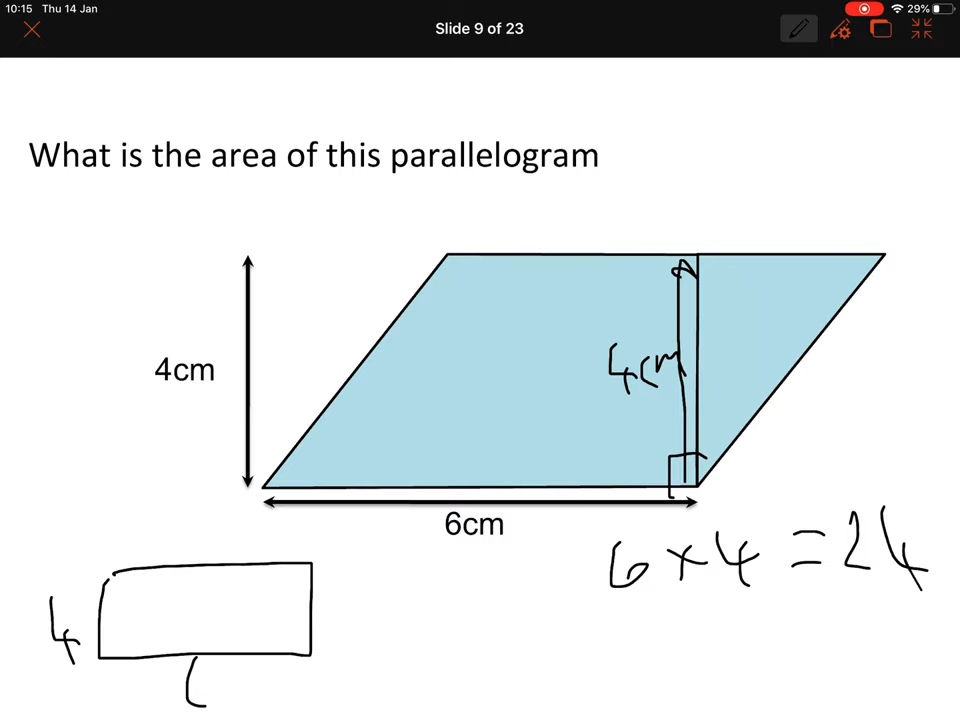 10:15 Thu 14 Jan
29%
Slide 9 of 23
What is the area of this parallelogram
4cm
4cm
6cm
6 × 4 = 24
4